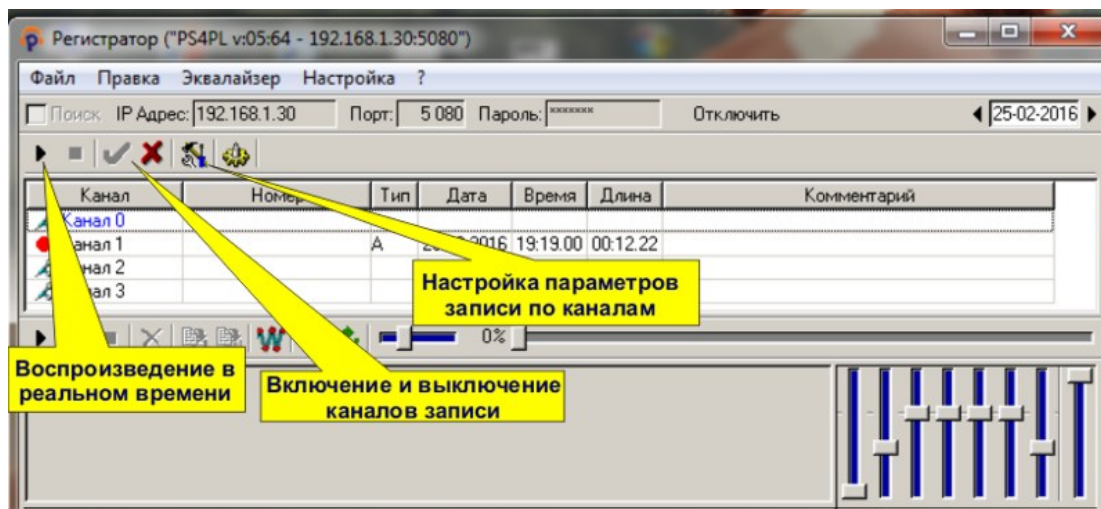 Регистратор ("PS4PL v:05:64 - 192.168.1.30:5080")
Файл Правка Эквалайзер Настройка ?
Поиск IP Адрес: 192.168.1.30 Порт: 5 080 Пароль: ******* Отключить 25-02-2016
Канал Номер Тип Дата Время Длина Комментарий
Канал 0
Канал 1 A 2016 19:19.00 00:12.22
Канал 2
Канал 3
Настройка параметров
записи по каналам
0%
Воспроизведение в
реальном времени
Включение и выключение
каналов записи